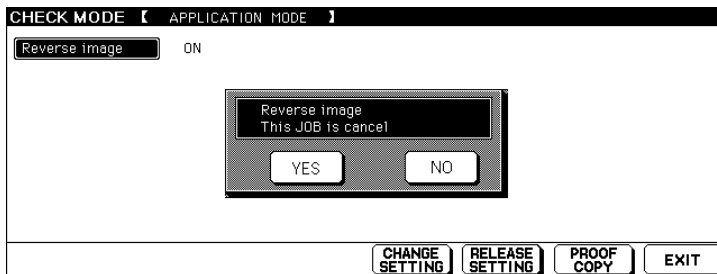 CHECK MODE 【 APPLICATION MODE 】
Reverse image ON
Reverse image
This JOB is cancel
YES NO
CHANGE SETTING RELEASE SETTING PROOF COPY EXIT